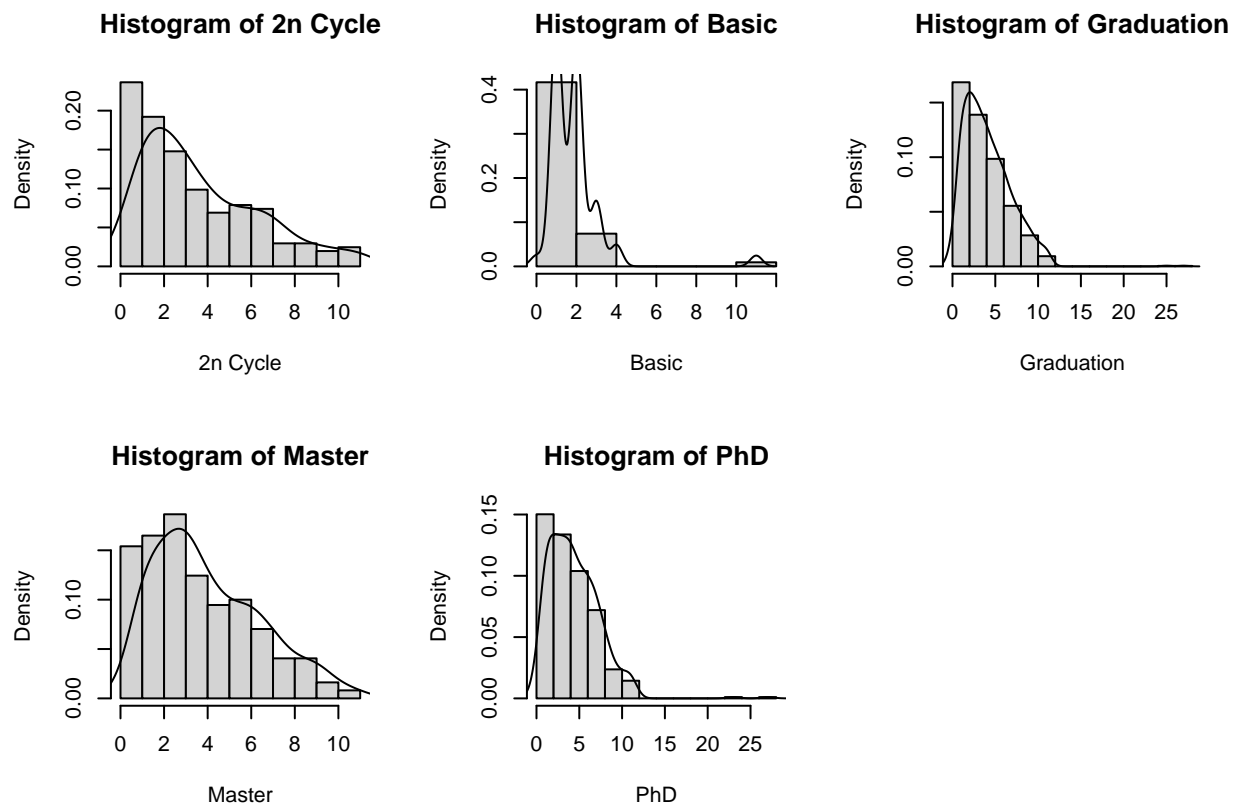 Histogram of 2n Cycle
Density
0.00
0.10
0.20
0 2 4 6 8 10
2n Cycle
Histogram of Basic
Density
0.0
0.2
0.4
0 2 4 6 10
Basic
Histogram of Graduation
Density
0.00
0.10
0 5 10 15 20 25
Graduation
Histogram of Master
Density
0.00
0.10
0 2 4 6 8 10
Master
Histogram of PhD
Density
0.00
0.05
0.10
0.15
0 5 10 15 25
PhD